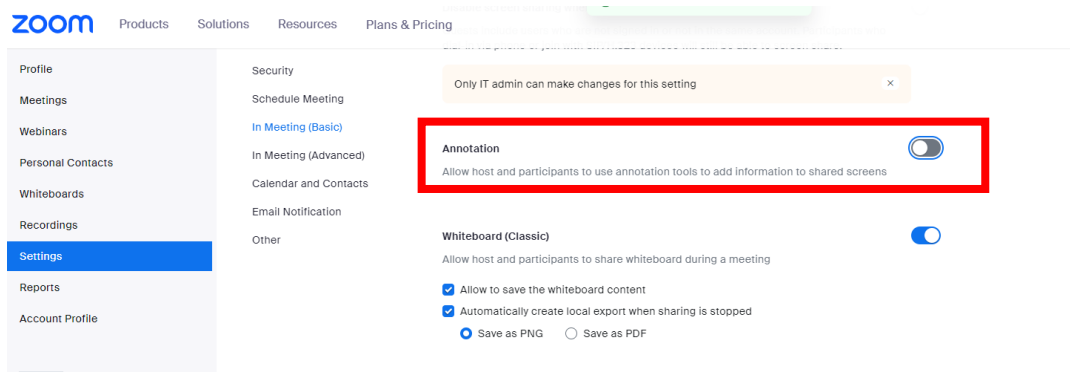 zoom Products Solutions Resources Plans & Pricing
Profile
Meetings
Webinars
Personal Contacts
Whiteboards
Recordings
Settings
Reports
Account Profile
Security
Schedule Meeting
In Meeting (Basic)
In Meeting (Advanced)
Calendar and Contacts
Email Notification
Other
Only IT admin can make changes for this setting
Annotation
Allow host and participants to use annotation tools to add information to shared screens
Whiteboard (Classic)
Allow host and participants to share whiteboard during a meeting
Allow to save the whiteboard content
Automatically create local export when sharing is stopped
Save as PNG Save as PDF